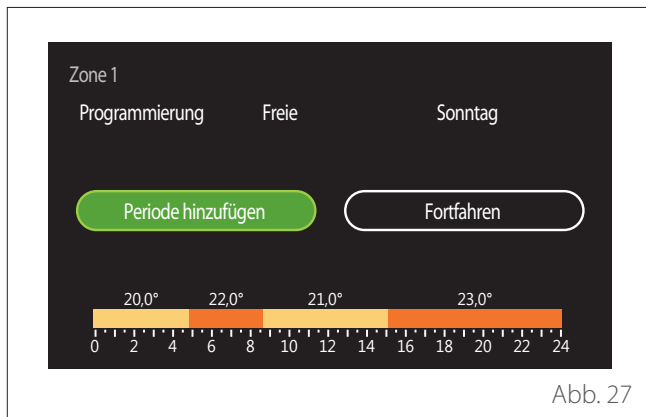 Zone 1
Programmierung Freie Sonntag
Periode hinzufügen Fortfahren
20,0° 22,0° 21,0° 23,0°
0 2 4 6 8 10 12 14 16 18 20 22 24
Abb. 27